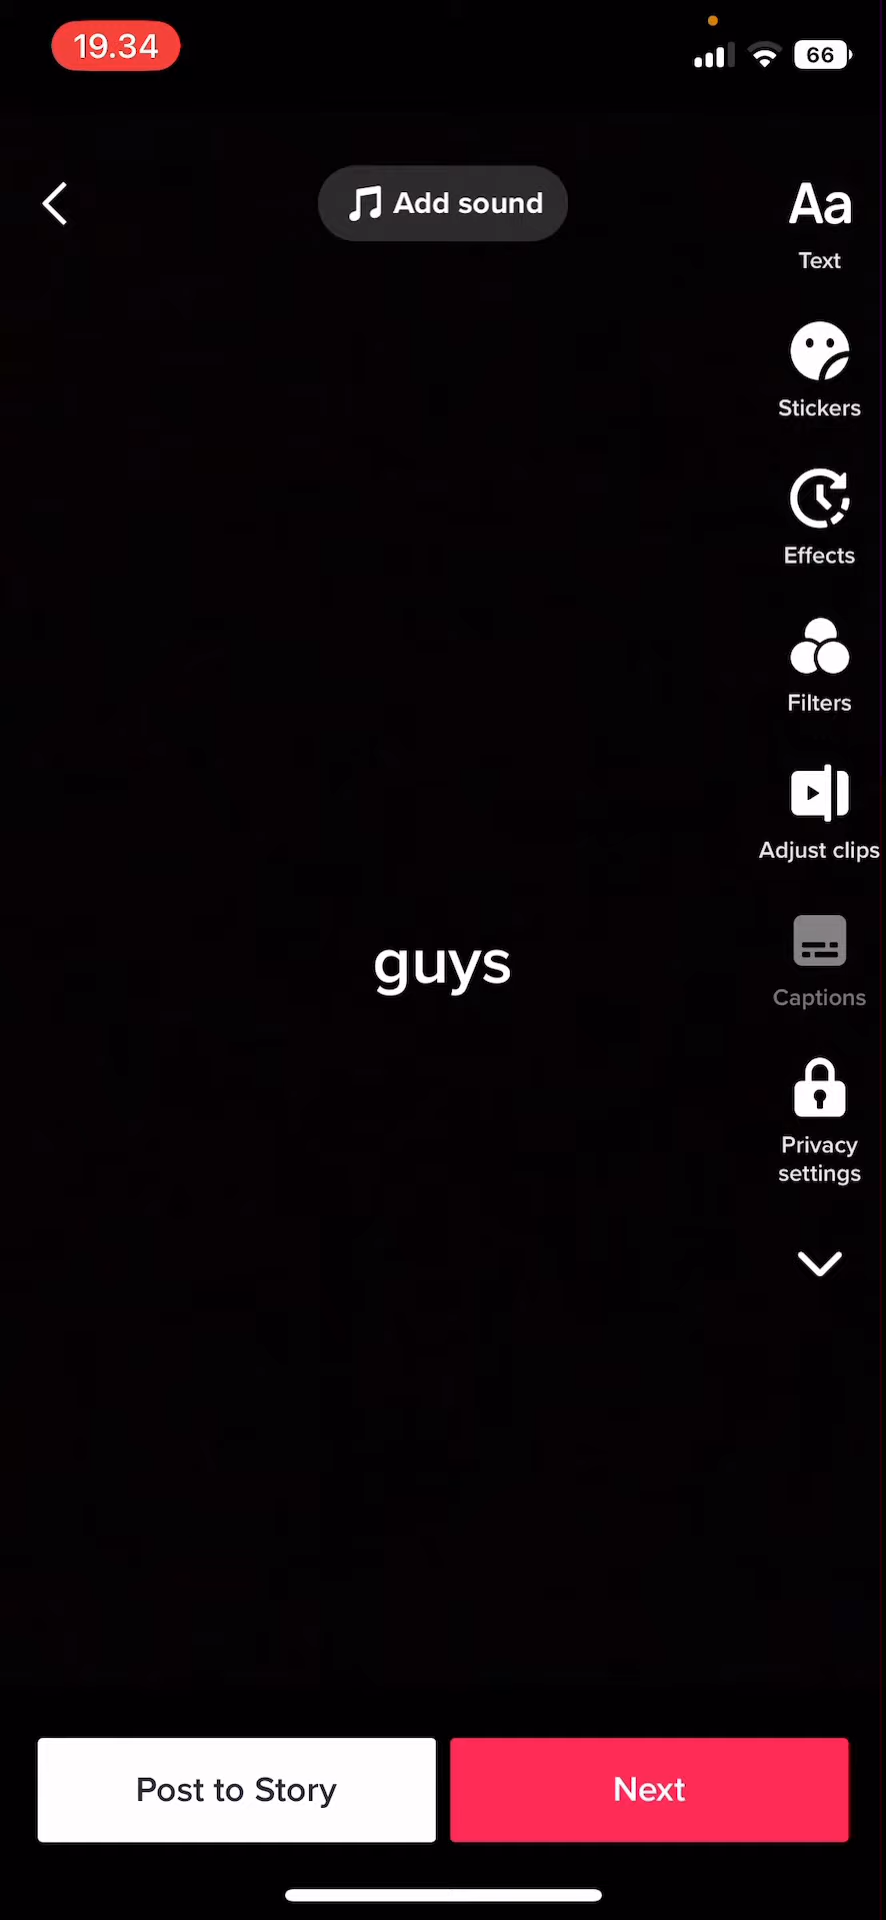 19.34
66
Add sound
Aa
Text
Stickers
Effects
Filters
Adjust clips
guys
Captions
Privacy
settings
Post to Story
Next